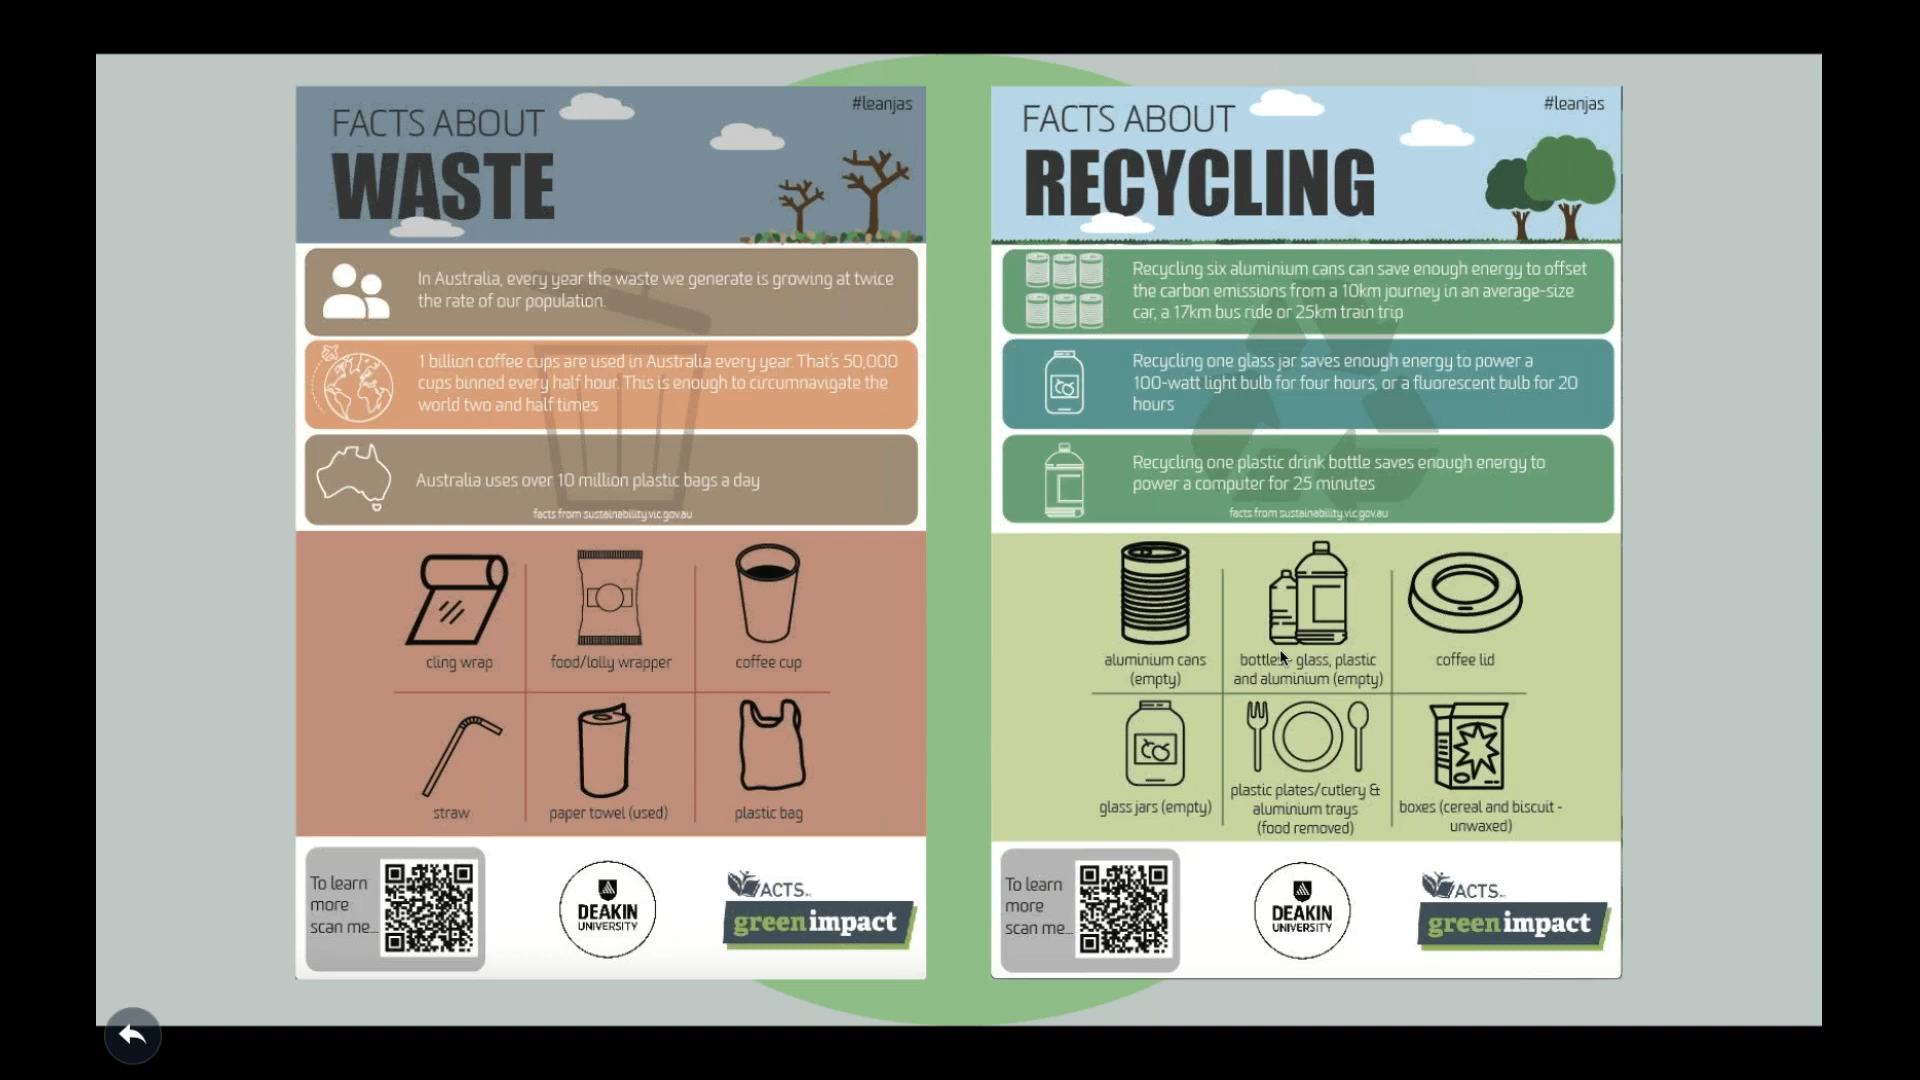 #leanjas
FACTS ABOUT
WASTE
In Australia, every year the waste we generate is growing at twice
the rate of our population.
1 billion coffee cups are used in Australia every year. That's 50,000
cups binned every half hour. This is enough to circumnavigate the
world two and half times
Australia uses over 10 million plastic bags a day
facts from sustainability.vic.gov.au
cling wrap
food/lolly wrapper
coffee cup
straw
paper towel (used)
plastic bag
To learn
more
scan me...
DEAKIN
UNIVERSITY
ACTS
greenimpact
#leanjas
FACTS ABOUT
RECYCLING
Recycling six aluminium cans can save enough energy to offset
the carbon emissions from a 10km journey in an average-size
car, a 17km bus ride or 25km train trip
Recycling one glass jar saves enough energy to power a
100-watt light bulb for four hours, or a fluorescent bulb for 20
hours
Recycling one plastic drink bottle saves enough energy to
power a computer for 25 minutes
facts from sustainability.vic.gov.au
aluminium cans
(empty)
bottles - glass, plastic
and aluminium (empty)
coffee lid
glass jars (empty)
plastic plates/cutlery &
aluminium trays
(food removed)
boxes (cereal and biscuit -
unwaxed)
To learn
more
scan me...
DEAKIN
UNIVERSITY
ACTS
greenimpact